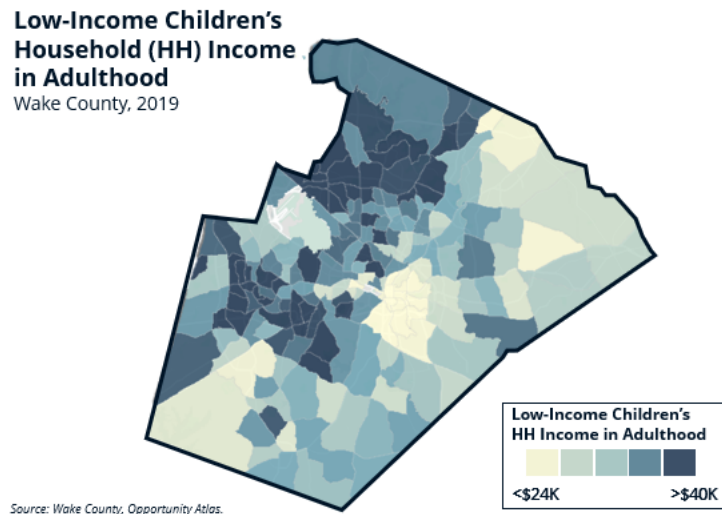 Low-Income Children’s
Household (HH) Income
in Adulthood
Wake County, 2019
Low-Income Children’s
HH Income in Adulthood
<$24K >$40K
Source: Wake County, Opportunity Atlas.